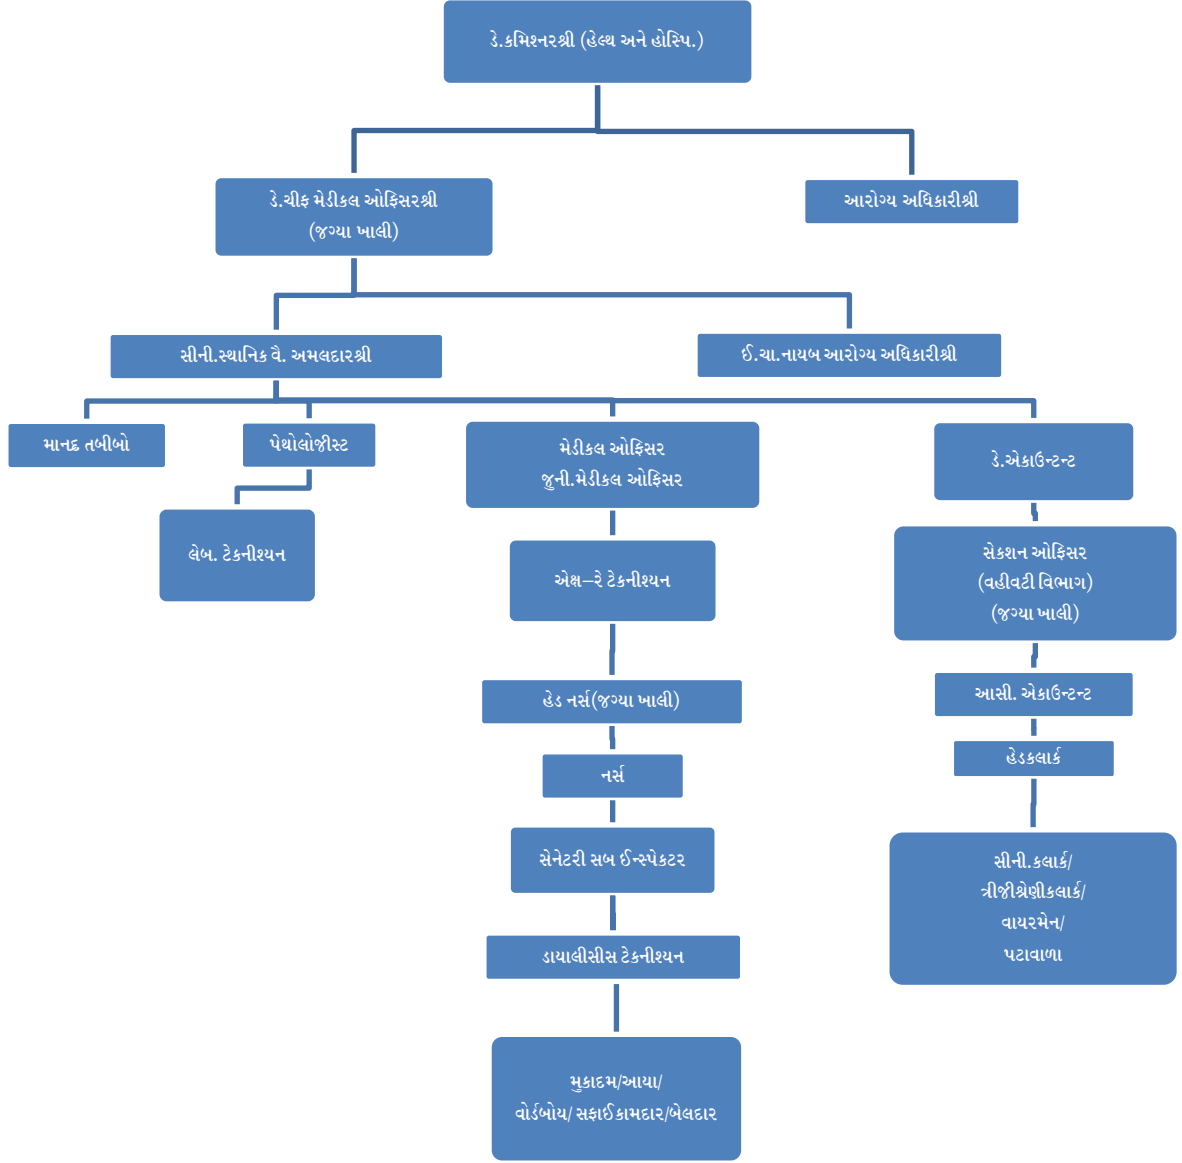 ડે.કમિશ્નરશ્રી (હેલ્થ અને હોસ્પિ.)
ડે.ચીફ મેડીકલ ઓફિસરશ્રી
(જગ્યા ખાલી)
આરોગ્ય અધિકારીશ્રી
સીની.સ્થાનિક વૈ. અમલદારશ્રી
ઈ.ચા.નાયબ આરોગ્ય અધિકારીશ્રી
માનદ્દ તબીબો
પેથોલોજીસ્ટ
મેડીકલ ઓફિસર
જુની.મેડીકલ ઓફિસર
ડે.એકાઉન્ટન્ટ
લેબ. ટેકનીશ્યન
એક્ષ–રે ટેકનીશ્યન
સેકશન ઓફિસર
(વહીવટી વિભાગ)
(જગ્યા ખાલી)
હેડ નર્સ(જગ્યા ખાલી)
આસી. એકાઉન્ટન્ટ
નર્સ
હેડકલાર્ક
સેનેટરી સબ ઈન્સ્પેકટર
સીની.કલાર્ક/
ત્રીજીશ્રેણીકલાર્ક/
વાયરમેન/
પટાવાળા
ડાયાલીસીસ ટેકનીશ્યન
મુકાદમ/આયા/
વોર્ડબોય/ સફાઈકામદાર/બેલદાર